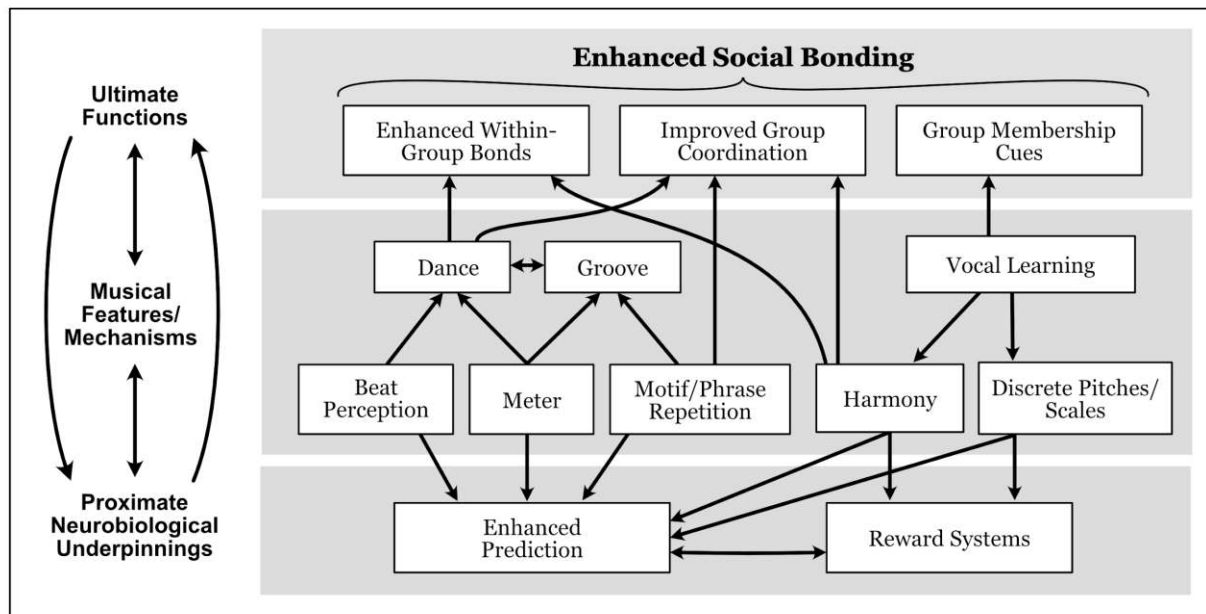 Ultimate
Functions
Musical
Features/
Mechanisms
Proximate
Neurobiological
Underpinnings
Enhanced Social Bonding
Enhanced Within-
Group Bonds
Improved Group
Coordination
Group Membership
Cues
Dance
Groove
Vocal Learning
Beat
Perception
Meter
Motif/Phrase
Repetition
Harmony
Discrete Pitches/
Scales
Enhanced
Prediction
Reward Systems